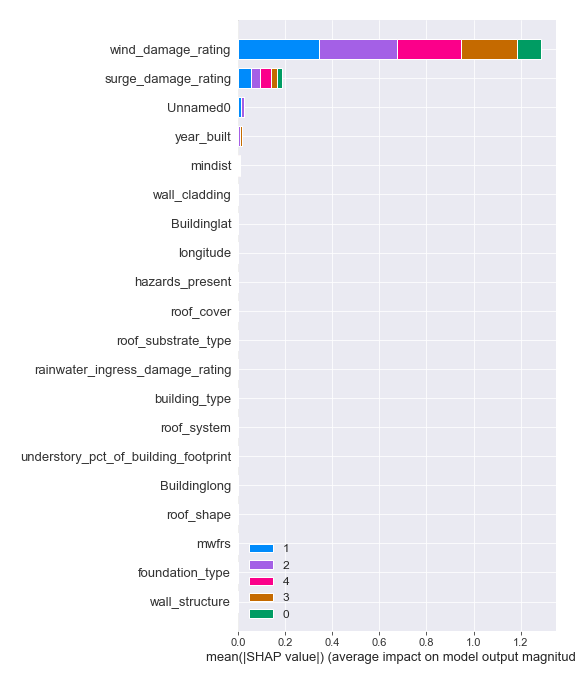 wind_damage_rating
surge_damage_rating
Unnamed0
year_built
mindist
wall_cladding
Buildinglat
longitude
hazards_present
roof_cover
roof_substrate_type
rainwater_ingress_damage_rating
building_type
roof_system
understory_pct_of_building_footprint
Buildinglong
roof_shape
mwfrs
foundation_type
wall_structure
1
2
4
3
0
0.0 0.2 0.4 0.6 0.8 1.0 1.2
mean(|SHAP value|) (average impact on model output magnitud